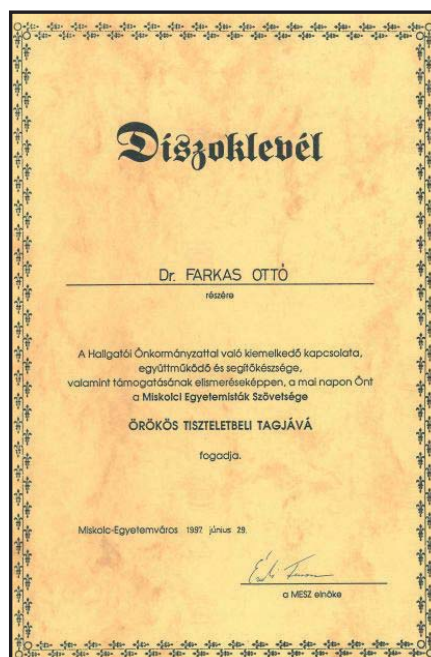 Díszoklevél
Dr. FARKAS OTTÓ
részére
A Hallgatói Önkormányzattal való kiemelkedő kapcsolata,
együttműködő és segítőkészsége,
valamint támogatásának elismeréseképpen, a mai napon Önt
a Miskolci Egyetemisták Szövetsége
ÖRÖKÖS TISZTELETBELI TAGJÁVÁ
fogadja.
Miskolc-Egyetemváros 1997. június 29.
a MESZ elnöke